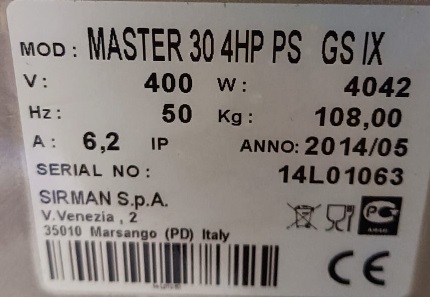 MOD : MASTER 30 4HP PS GS IX
V : 400 W : 4042
Hz : 50 Kg : 108,00
A : 6,2 IP ANNO: 2014/05
SERIAL NO : 14L01063
SIRMAN S.p.A.
V.Venezia , 2
35010 Marsango (PD) Italy
CE